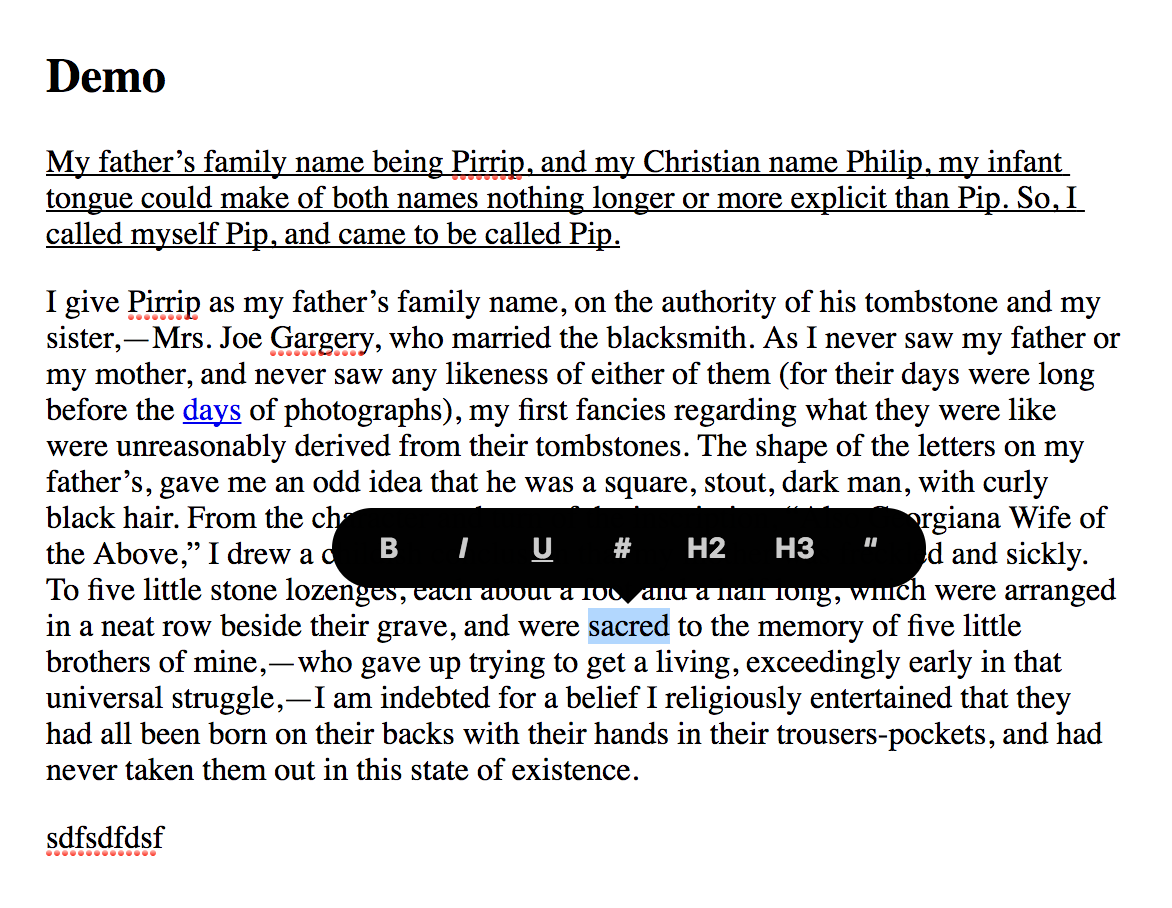 Demo
My father’s family name being Pirrip, and my Christian name Philip, my infant
tongue could make of both names nothing longer or more explicit than Pip. So, I
called myself Pip, and came to be called Pip.
I give Pirrip as my father’s family name, on the authority of his tombstone and my
sister,—Mrs. Joe Gargery, who married the blacksmith. As I never saw my father or
my mother, and never saw any likeness of either of them (for their days were long
before the days of photographs), my first fancies regarding what they were like
were unreasonably derived from their tombstones. The shape of the letters on my
father’s, gave me an odd idea that he was a square, stout, dark man, with curly
black hair. From the Wife of
the Above,” I drew a and sickly.
B I U # H2 H3 “
To five little stone lozenges, each about a foot and a half long, which were arranged
in a neat row beside their grave, and were sacred to the memory of five little
brothers of mine,—who gave up trying to get a living, exceedingly early in that
universal struggle,—I am indebted for a belief I religiously entertained that they
had all been born on their backs with their hands in their trousers-pockets, and had
never taken them out in this state of existence.
sdfsdfdsf